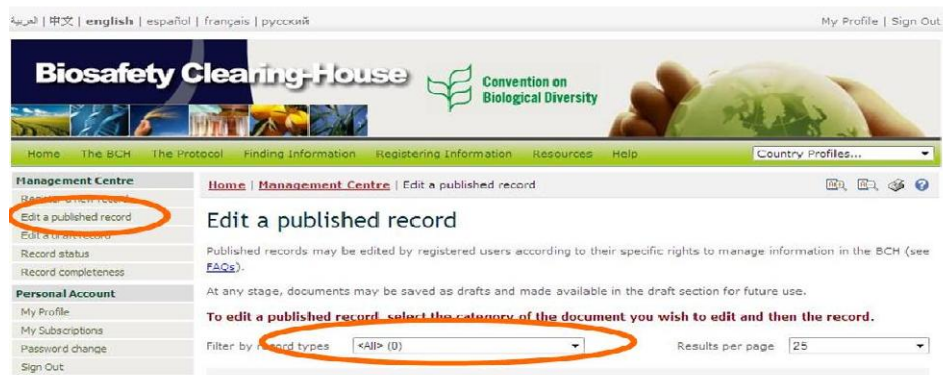 العربية | 中文 | english | español | français | русский
My Profile | Sign Out
Biosafety Clearing-House
Convention on
Biological Diversity
Home The BCH The Protocol Finding Information Registering Information Resources Help Country Profiles...
Management Centre
Register a new record
Edit a published record
Edit a draft record
Record status
Record completeness
Personal Account
My Profile
My Subscriptions
Password change
Sign Out
Home | Management Centre | Edit a published record
Edit a published record
Published records may be edited by registered users according to their specific rights to manage information in the BCH (see
FAQs).
At any stage, documents may be saved as drafts and made available in the draft section for future use.
To edit a published record, select the category of the document you wish to edit and then the record.
Filter by record types <All> (0) Results per page 25